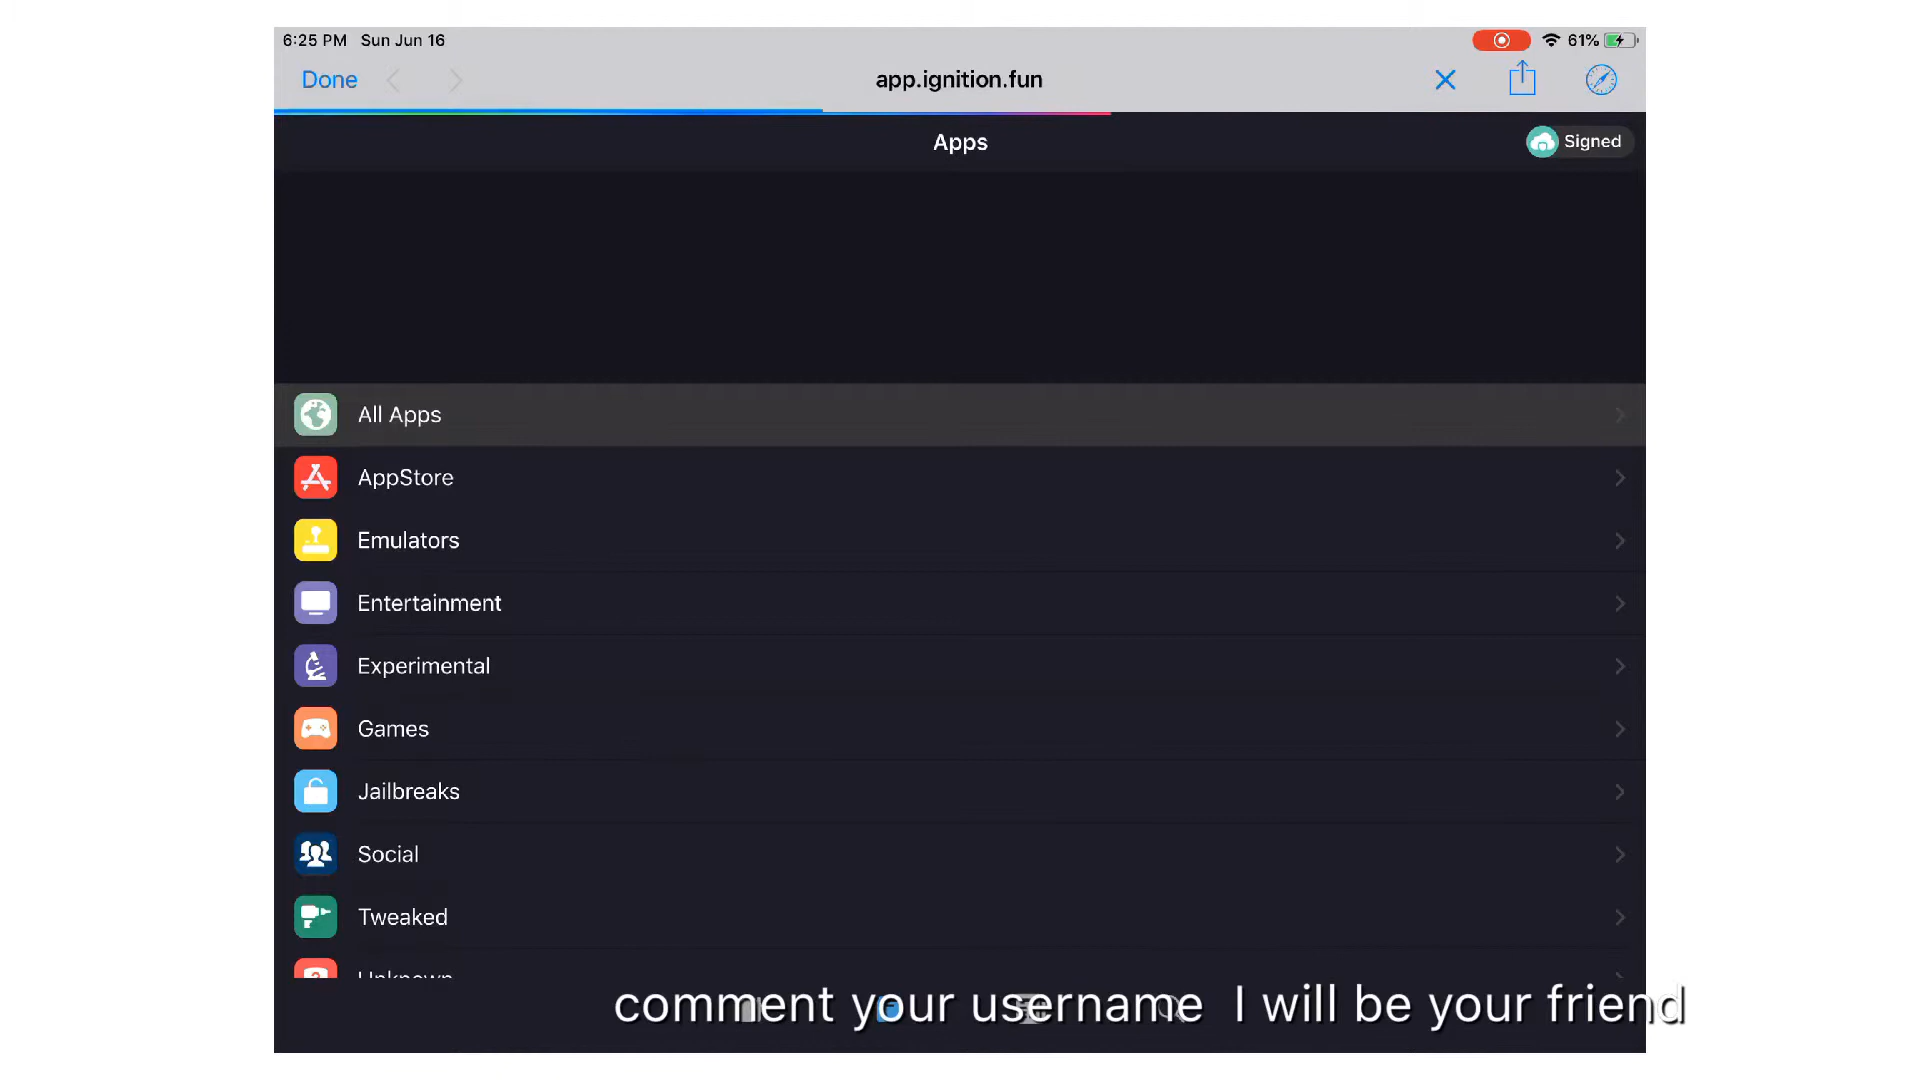 6:25 PM Sun Jun 16
61%
Done
app.ignition.fun
Apps
Signed
All Apps
AppStore
Emulators
Entertainment
Experimental
Games
Jailbreaks
Social
Tweaked
Unknown
comment your username I will be your friend